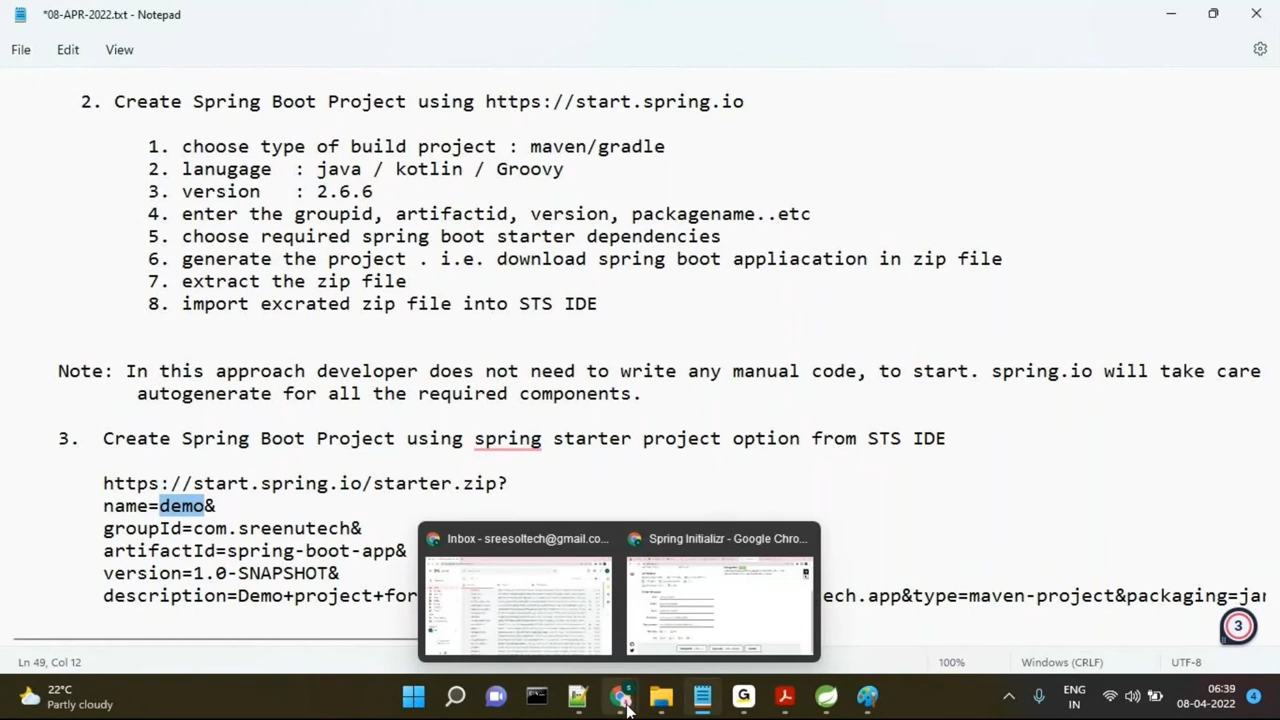 *08-APR-2022.txt - Notepad
File Edit View
2. Create Spring Boot Project using https://start.spring.io
1. choose type of build project : maven/gradle
2. lanugage : java / kotlin / Groovy
3. version : 2.6.6
4. enter the groupid, artifactid, version, packagename..etc
5. choose required spring boot starter dependencies
6. generate the project . i.e. download spring boot appliacation in zip file
7. extract the zip file
8. import excrated zip file into STS IDE
Note: In this approach developer does not need to write any manual code, to start. spring.io will take care
autogenerate for all the required components.
3. Create Spring Boot Project using spring starter project option from STS IDE
https://start.spring.io/starter.zip?
name=demo&
groupId=com.sreenutech&
artifactId=spring-boot-app&
version=1.0-SNAPSHOT&
description=Demo+project+for tech.app&type=maven-project&packaging=ja
Inbox - sreesoltech@gmail.co... Spring Initializr - Google Chro...
Ln 49, Col 12 100% Windows (CRLF) UTF-8
22°C
Partly cloudy
ENG
IN
06:39
08-04-2022
4